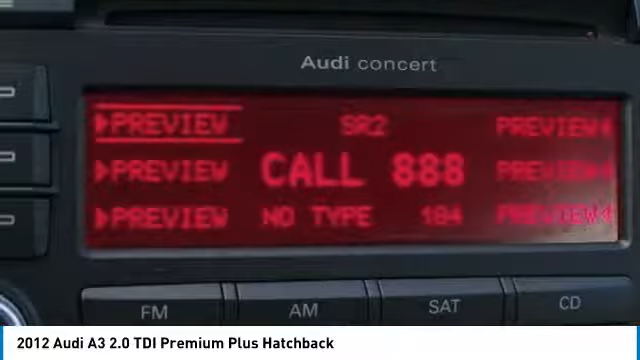 Audi concert
PREVIEW SR2 PREVIEW
PREVIEW CALL 888 PREVIEW
PREVIEW NO TYPE 184 PREVIEW
FM AM SAT CD
2012 Audi A3 2.0 TDI Premium Plus Hatchback